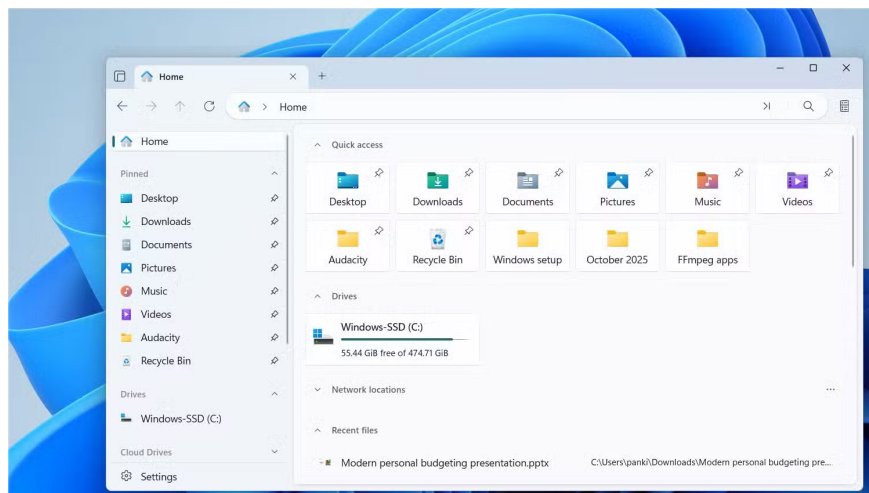 Home
Home
Home
Pinned
Desktop
Downloads
Documents
Pictures
Music
Videos
Audacity
Recycle Bin
Drives
Windows-SSD (C:)
Cloud Drives
Settings
Quick access
Desktop Downloads Documents Pictures Music Videos
Audacity Recycle Bin Windows setup October 2025 FFmpeg apps
Drives
Windows-SSD (C:)
55.44 GiB free of 474.71 GiB
Network locations
Recent files
Modern personal budgeting presentation.pptx C:\Users\panki\Downloads\Modern personal budgeting pre...